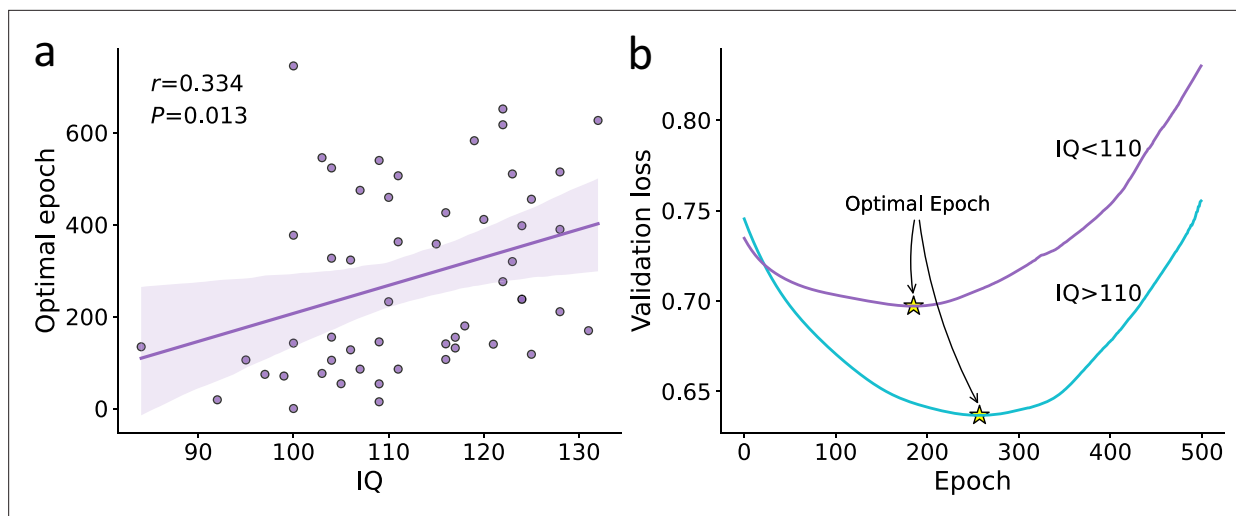 a
r=0.334
P=0.013
Optimal epoch
600
400
200
0
90 100 110 120 130
IQ
b
Validation loss
0.80
0.75
0.70
0.65
IQ<110
Optimal Epoch
IQ>110
0 100 200 300 400 500
Epoch